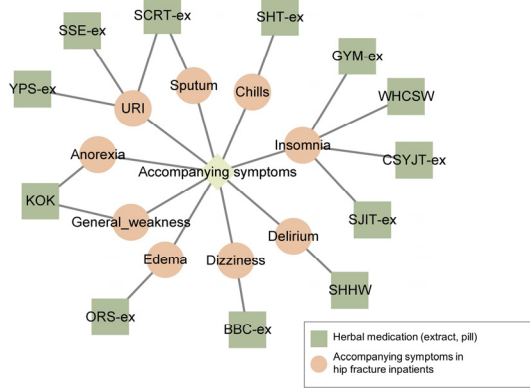 SCRT-ex
SHT-ex
SSE-ex
GYM-ex
YPS-ex
Sputum
Chills
WHCSW
URI
Insomnia
Anorexia
CSYJT-ex
Accompanying symptoms
KOK
General_weakness
SJIT-ex
Delirium
Edema
Dizziness
SHHW
ORS-ex
BBC-ex
Herbal medication (extract, pill)
Accompanying symptoms in
hip fracture inpatients